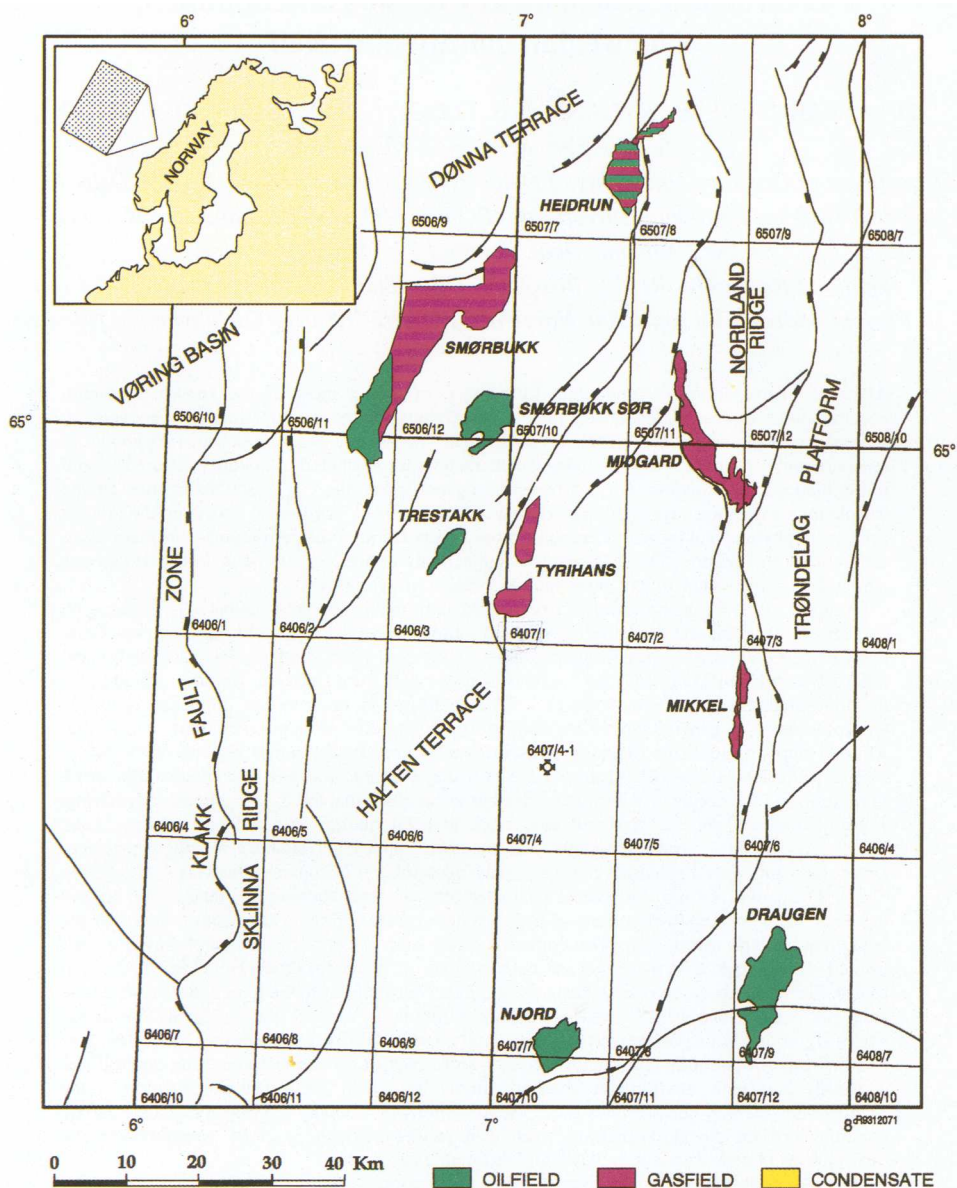 6° 7° 8°
NORWAY
DØNNA TERRACE
HEIDRUN
6506/9 6507/7 6507/8 6507/9 6508/7
NORDLAND
RIDGE
VØRING BASIN
SMØRBUKK
SMØRBUKK SØR
65° 6506/10 6506/11 6506/12 6507/10 6507/11 6507/12 6508/10 65°
MIDGARD
PLATFORM
TRØNDELAG
TRESTAKK
TYRIHANS
ZONE
6406/1 6406/2 6406/3 6407/1 6407/2 6407/3 6408/1
FAULT
MIKKEL
HALTEN TERRACE
6407/4-1
KLAKK
RIDGE
SKLINNA
6406/4 6406/5 6406/6 6407/4 6407/5 6407/6 6406/4
DRAUGEN
NJORD
6406/7 6406/8 6406/9 6407/7 6407/8 6407/9 6408/7
6406/10 6406/11 6406/12 6407/10 6407/11 6407/12 6408/10
R9312071
6° 7° 8°
0 10 20 30 40 Km
OILFIELD GASFIELD CONDENSATE